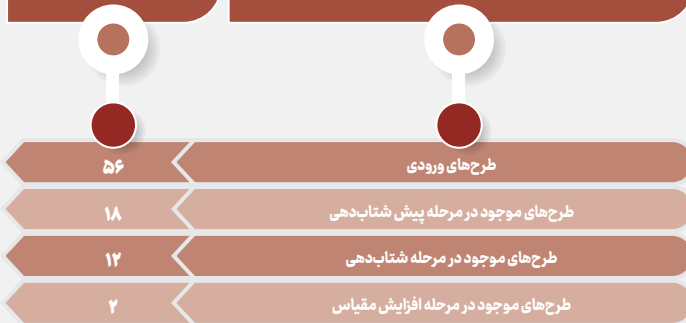 طرح‌های ورودی ۵۶
طرح‌های موجود در مرحله پیش شتاب‌دهی ۱۸
طرح‌های موجود در مرحله شتاب‌دهی ۱۲
طرح‌های موجود در مرحله افزایش مقیاس ۲